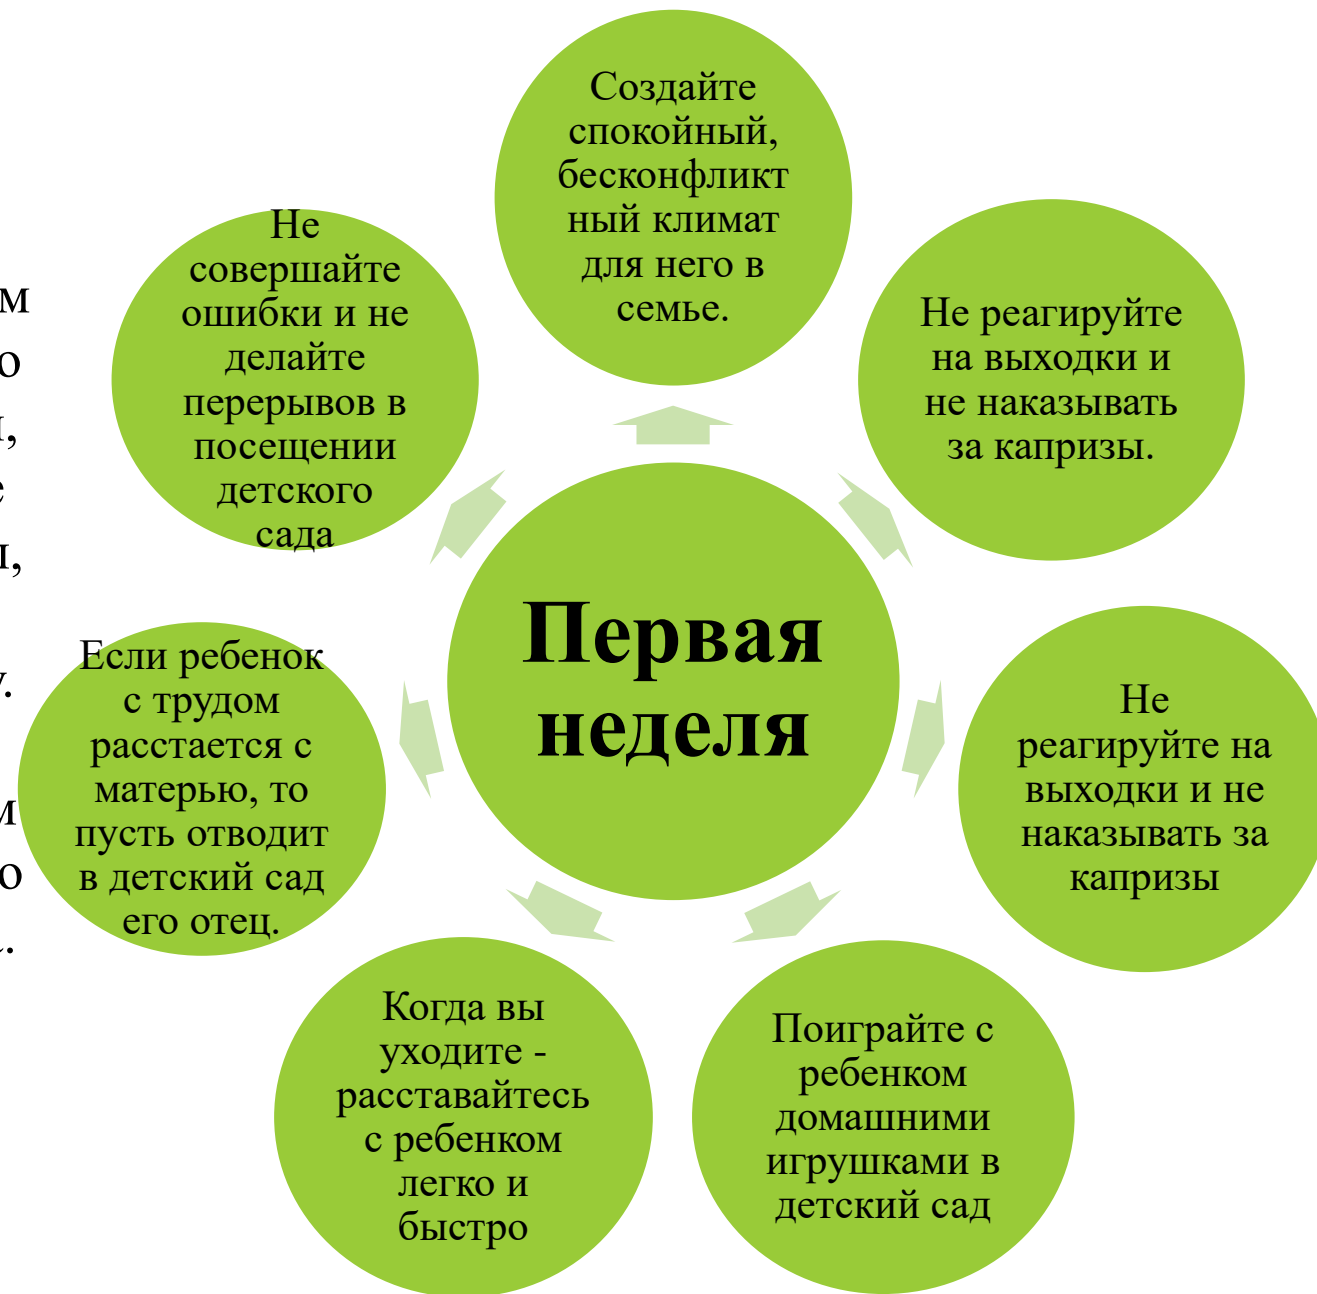 Создайте
спокойный,
бесконфликт
ный климат
для него в
семье.
Не реагируйте
на выходки и
не наказывать
за капризы.
Не
реагируйте на
выходки и не
наказывать за
капризы
Поиграйте с
ребенком
домашними
игрушками в
детский сад
Когда вы
уходите -
расставайтесь
с ребенком
легко и
быстро
Если ребенок
с трудом
расстается с
матерью, то
пусть отводит
в детский сад
его отец.
Не
совершайте
ошибки и не
делайте
перерывов в
посещении
детского
сада
Первая
неделя